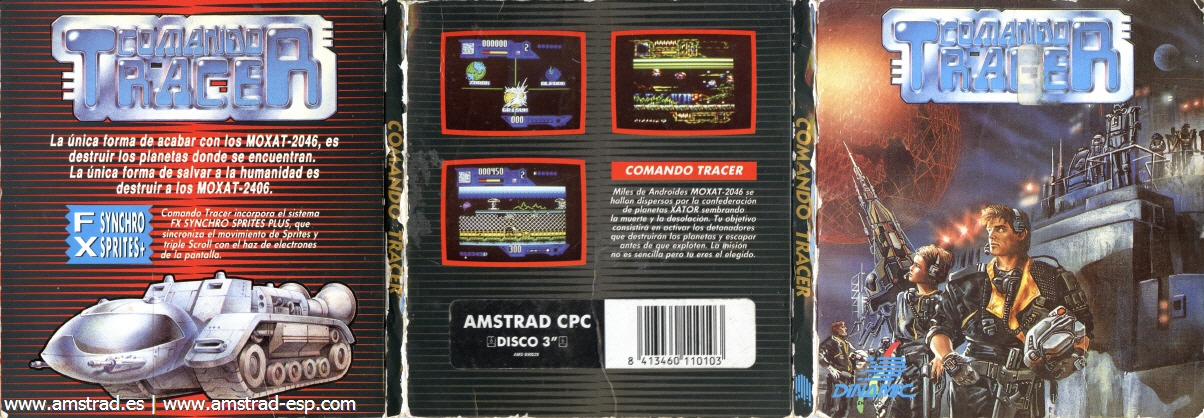 COMANDO
TRACER
La única forma de acabar con los MOXAT-2046, es
destruir los planetas donde se encuentran.
La única forma de salvar a la humanidad es
destruir a los MOXAT-2406.
FX SYNCHRO
SPRITES+
Comando Tracer incorpora el sistema
FX SYNCHRO SPRITES PLUS, que
sincroniza el movimiento de Sprites y
triple Scroll con el haz de electrones
de la pantalla.
www.amstrad.es | www.amstrad-esp.com
COMANDO TRACER
000000
2
000
000450
2
300
COMANDO TRACER
Miles de Androides MOXAT-2046 se
hallan dispersos por la confederación
de planetas XATOR sembrando
la muerte y la desolación. Tu objetivo
consistirá en activar los detonadores
que destruirán los planetas y escapar
antes de que exploten. La misión
no es sencilla pero tu eres el elegido.
AMSTRAD CPC
DISCO 3"
8 413460 110103
COMANDO TRACER
COMANDO
TRACER
DINAMIC